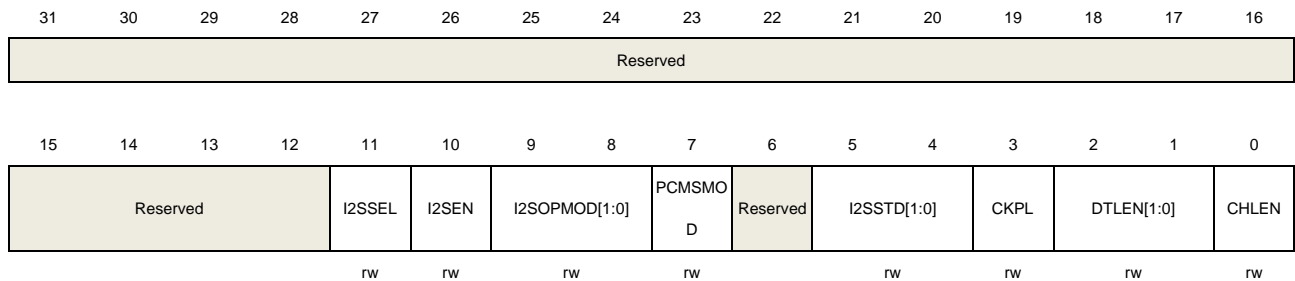 31 30 29 28 27 26 25 24 23 22 21 20 19 18 17 16
Reserved
15 14 13 12 11 10 9 8 7 6 5 4 3 2 1 0
Reserved I2SSEL I2SEN I2SOPMOD[1:0] PCMSMO
D Reserved I2SSTD[1:0] CKPL DTLEN[1:0] CHLEN
rw rw rw rw rw rw rw rw